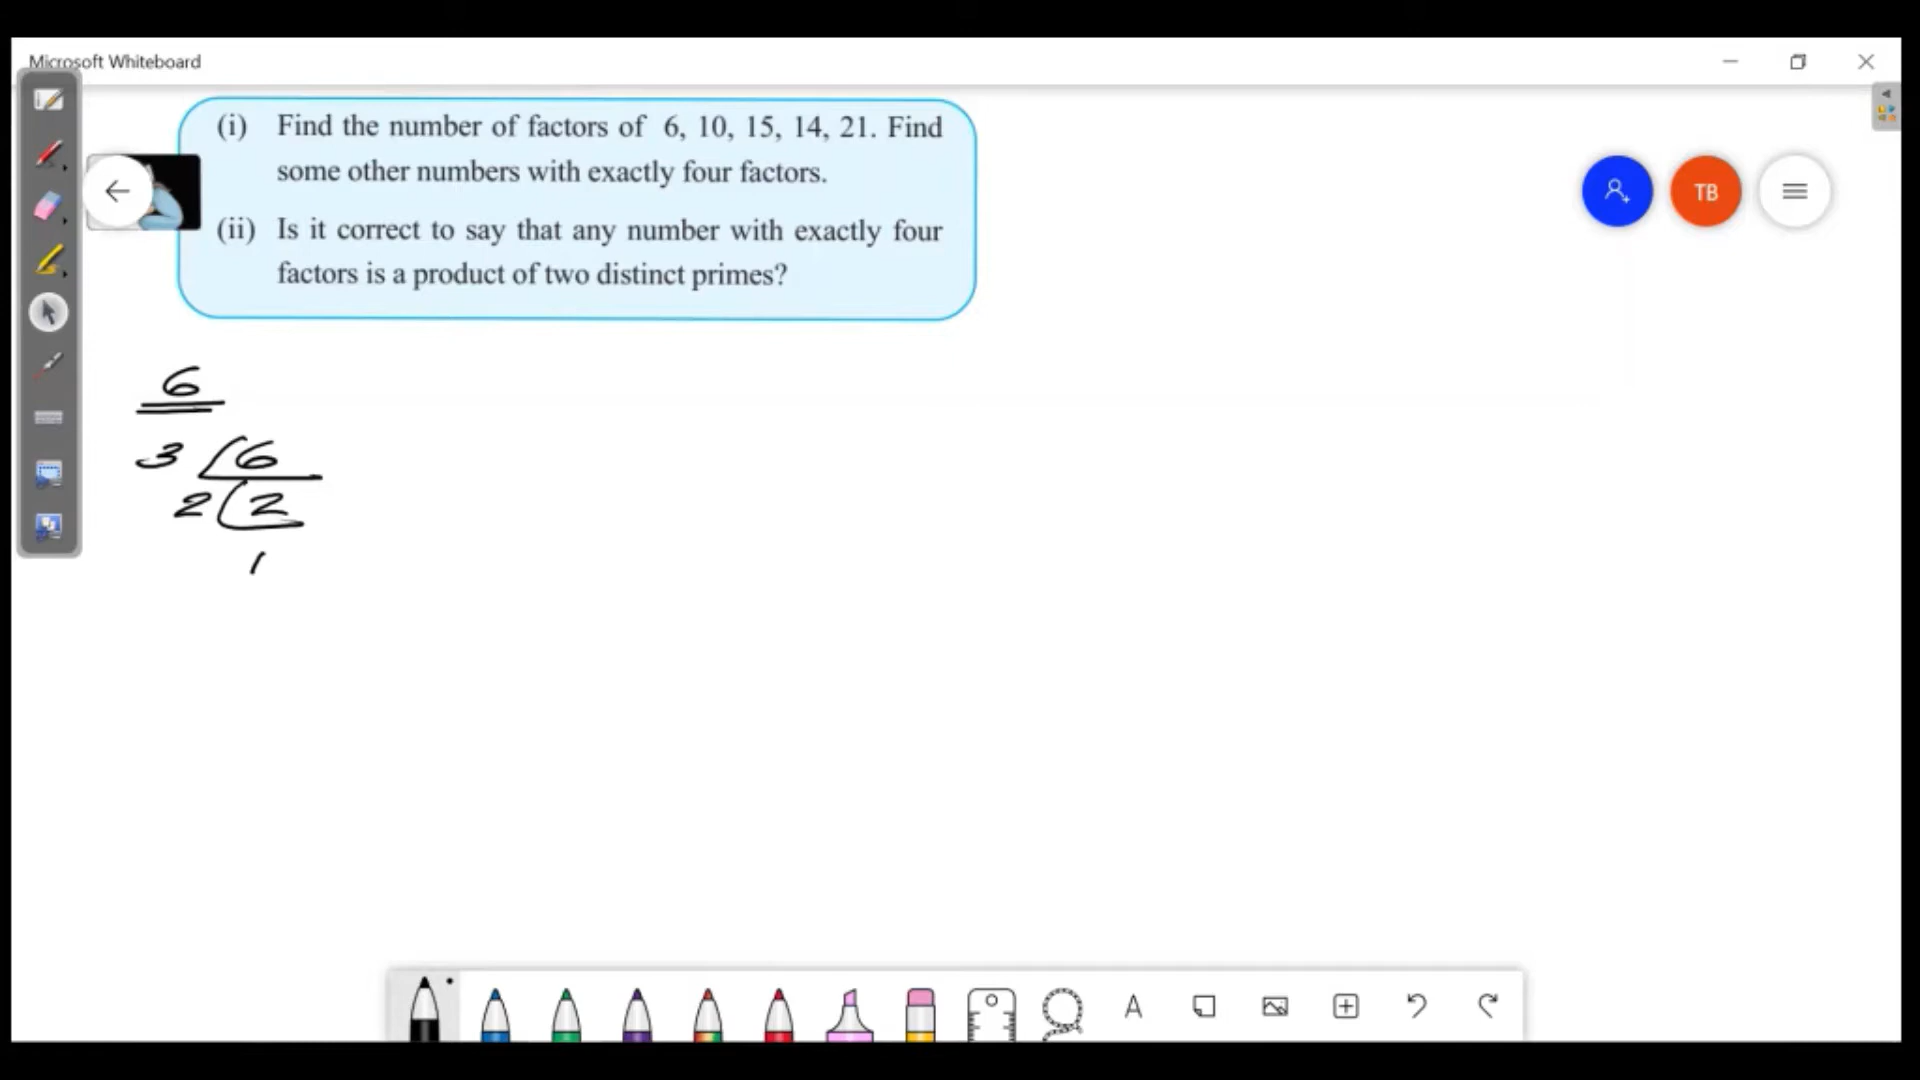 Microsoft Whiteboard
(i) Find the number of factors of 6, 10, 15, 14, 21. Find
some other numbers with exactly four factors.
(ii) Is it correct to say that any number with exactly four
factors is a product of two distinct primes?
TB
6
3 6
2 2
1
A